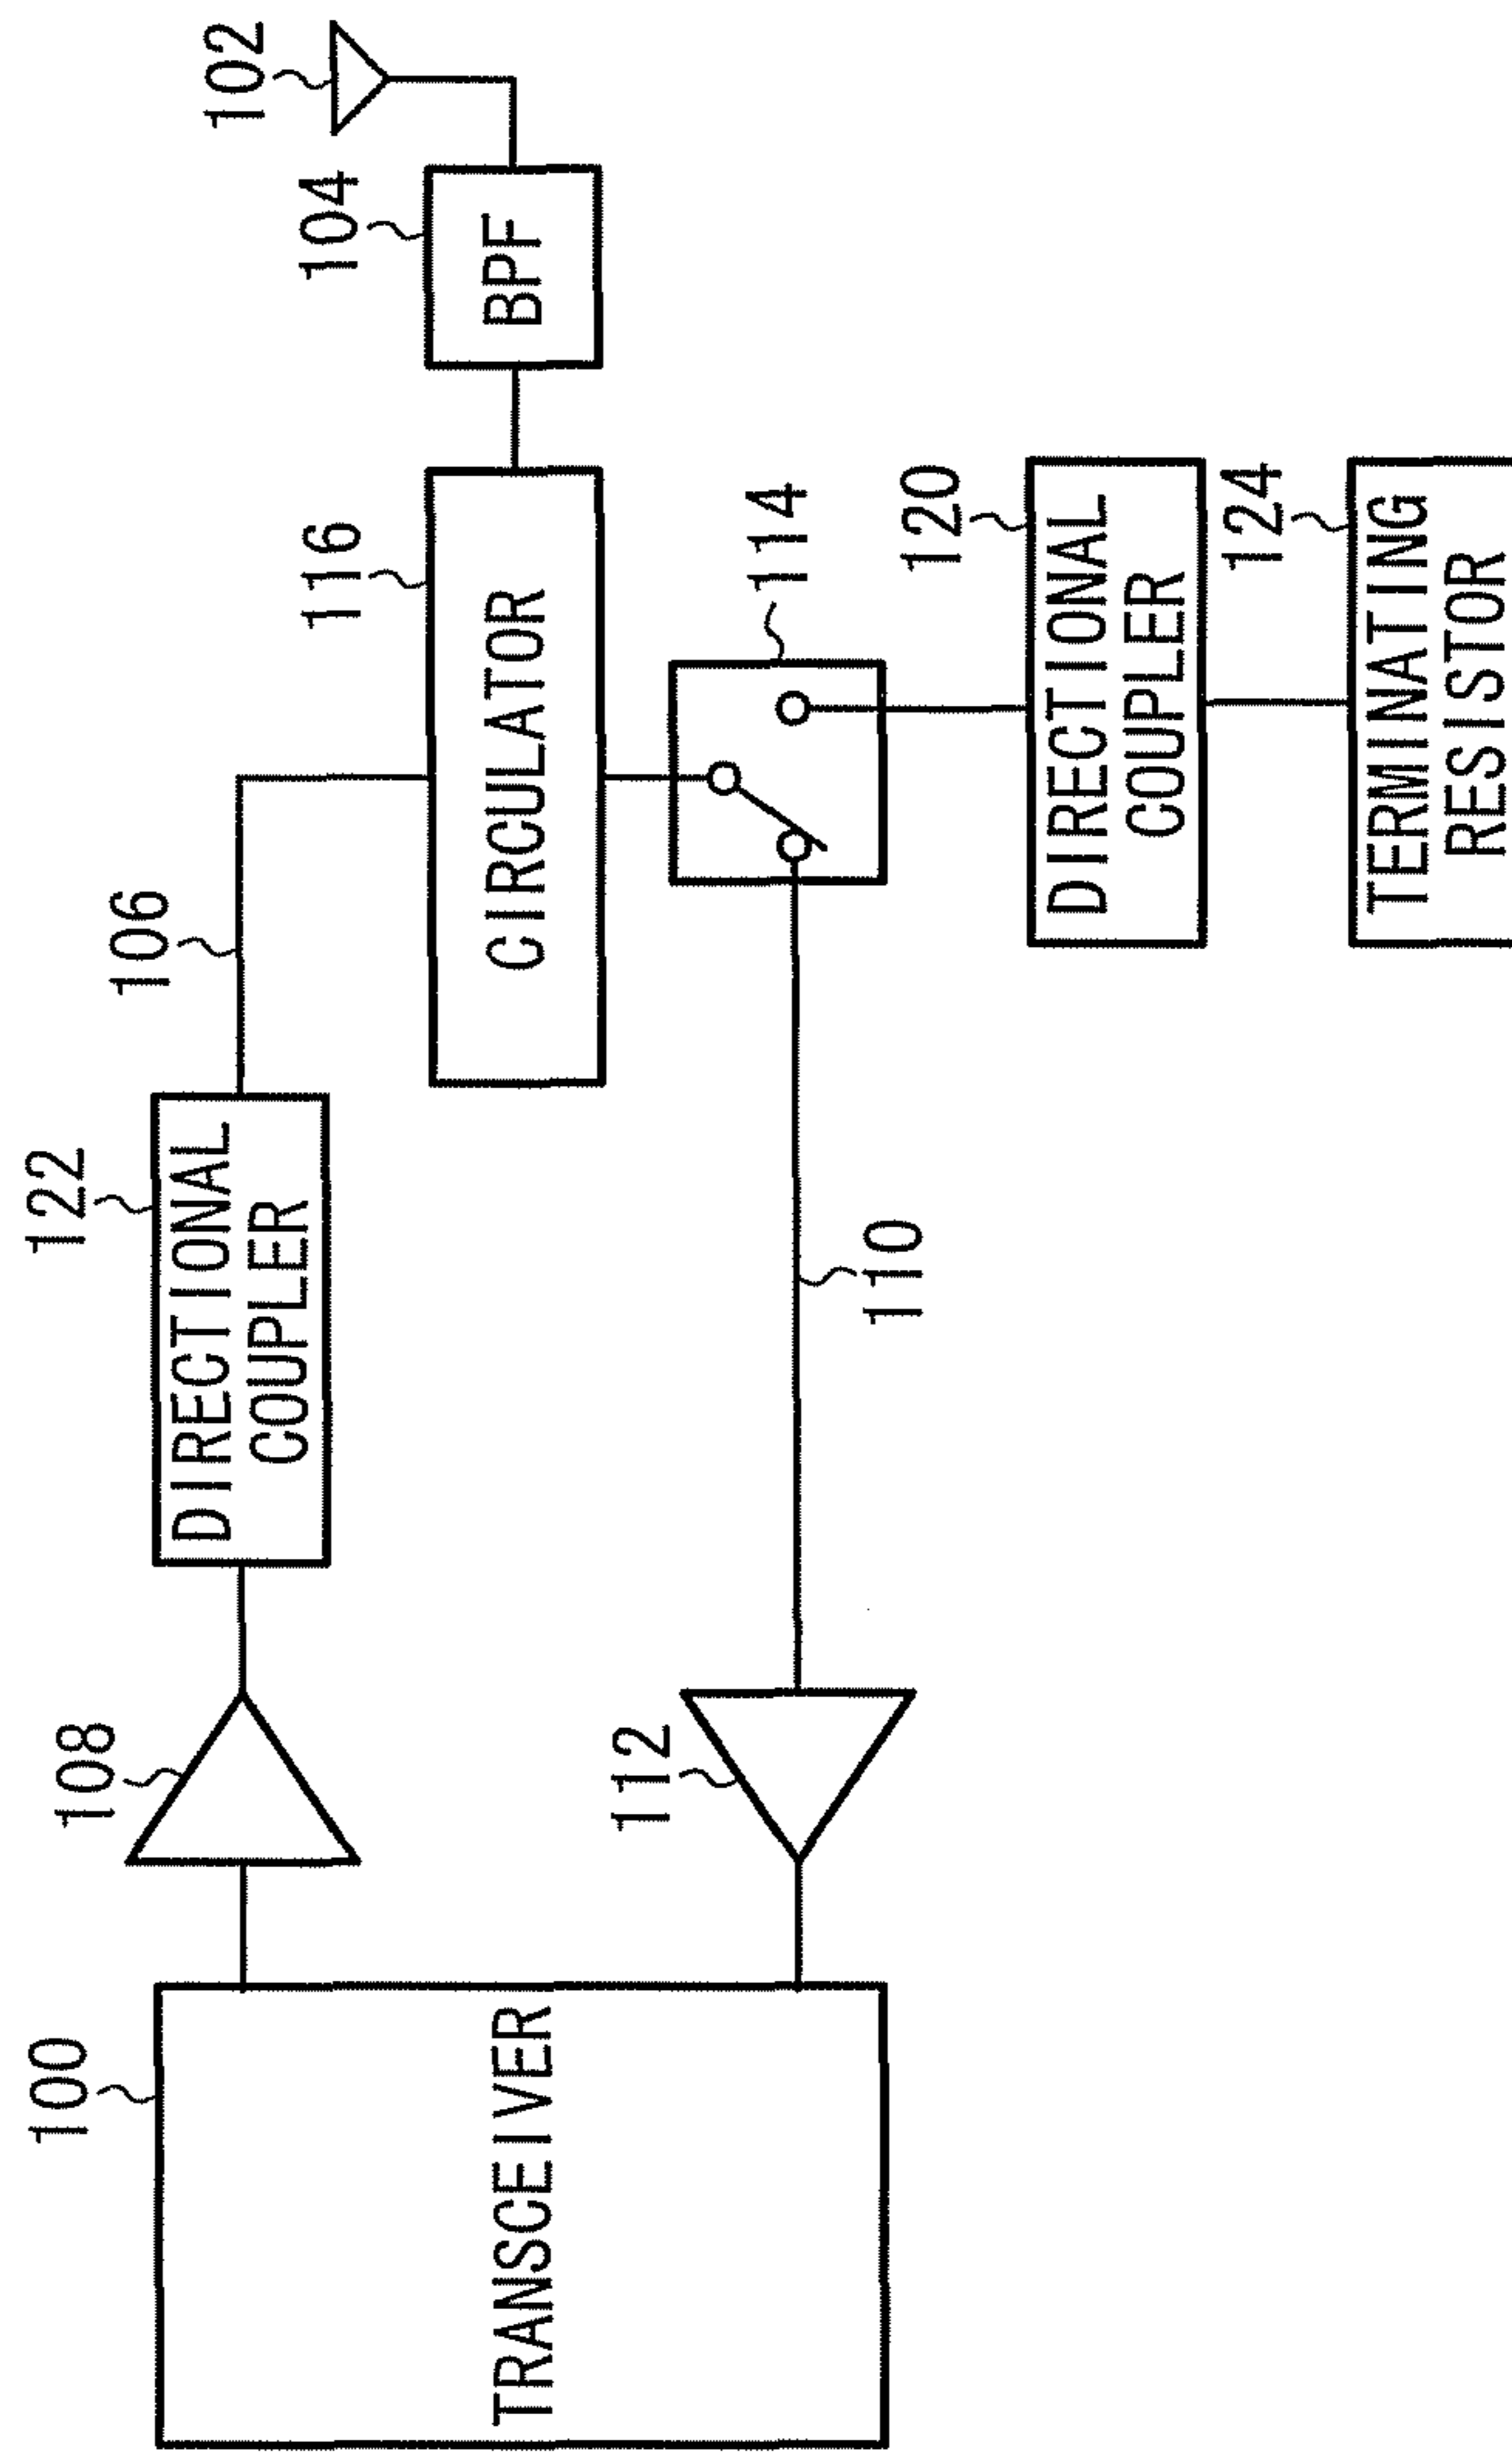 100
TRANSCEIVER
108
112
122
DIRECTIONAL
COUPLER
106
110
116
CIRCULATOR
114
104
BPF
102
120
DIRECTIONAL
COUPLER
124
TERMINATING
RESISTOR